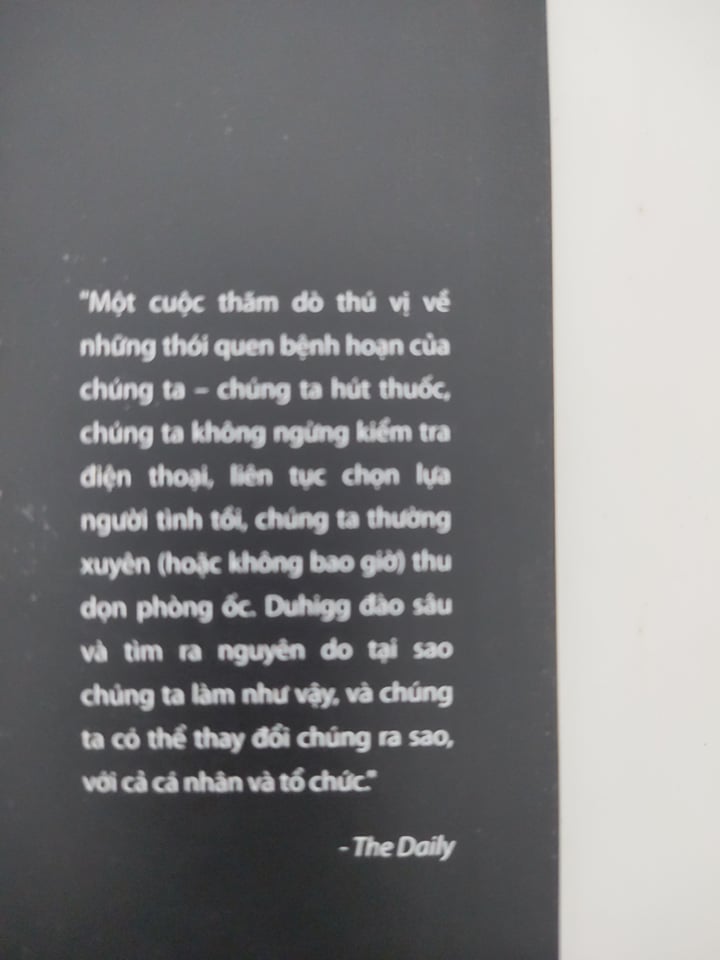 "Một cuộc thăm dò thú vị về
những thói quen bệnh hoạn của
chúng ta – chúng ta hút thuốc,
chúng ta không ngừng kiểm tra
điện thoại, liên tục chọn lựa
người tình tồi, chúng ta thường
xuyên (hoặc không bao giờ) thu
dọn phòng ốc. Duhigg đào sâu
và tìm ra nguyên do tại sao
chúng ta làm như vậy, và chúng
ta có thể thay đổi chúng ra sao,
với cả cá nhân và tổ chức."
- The Daily